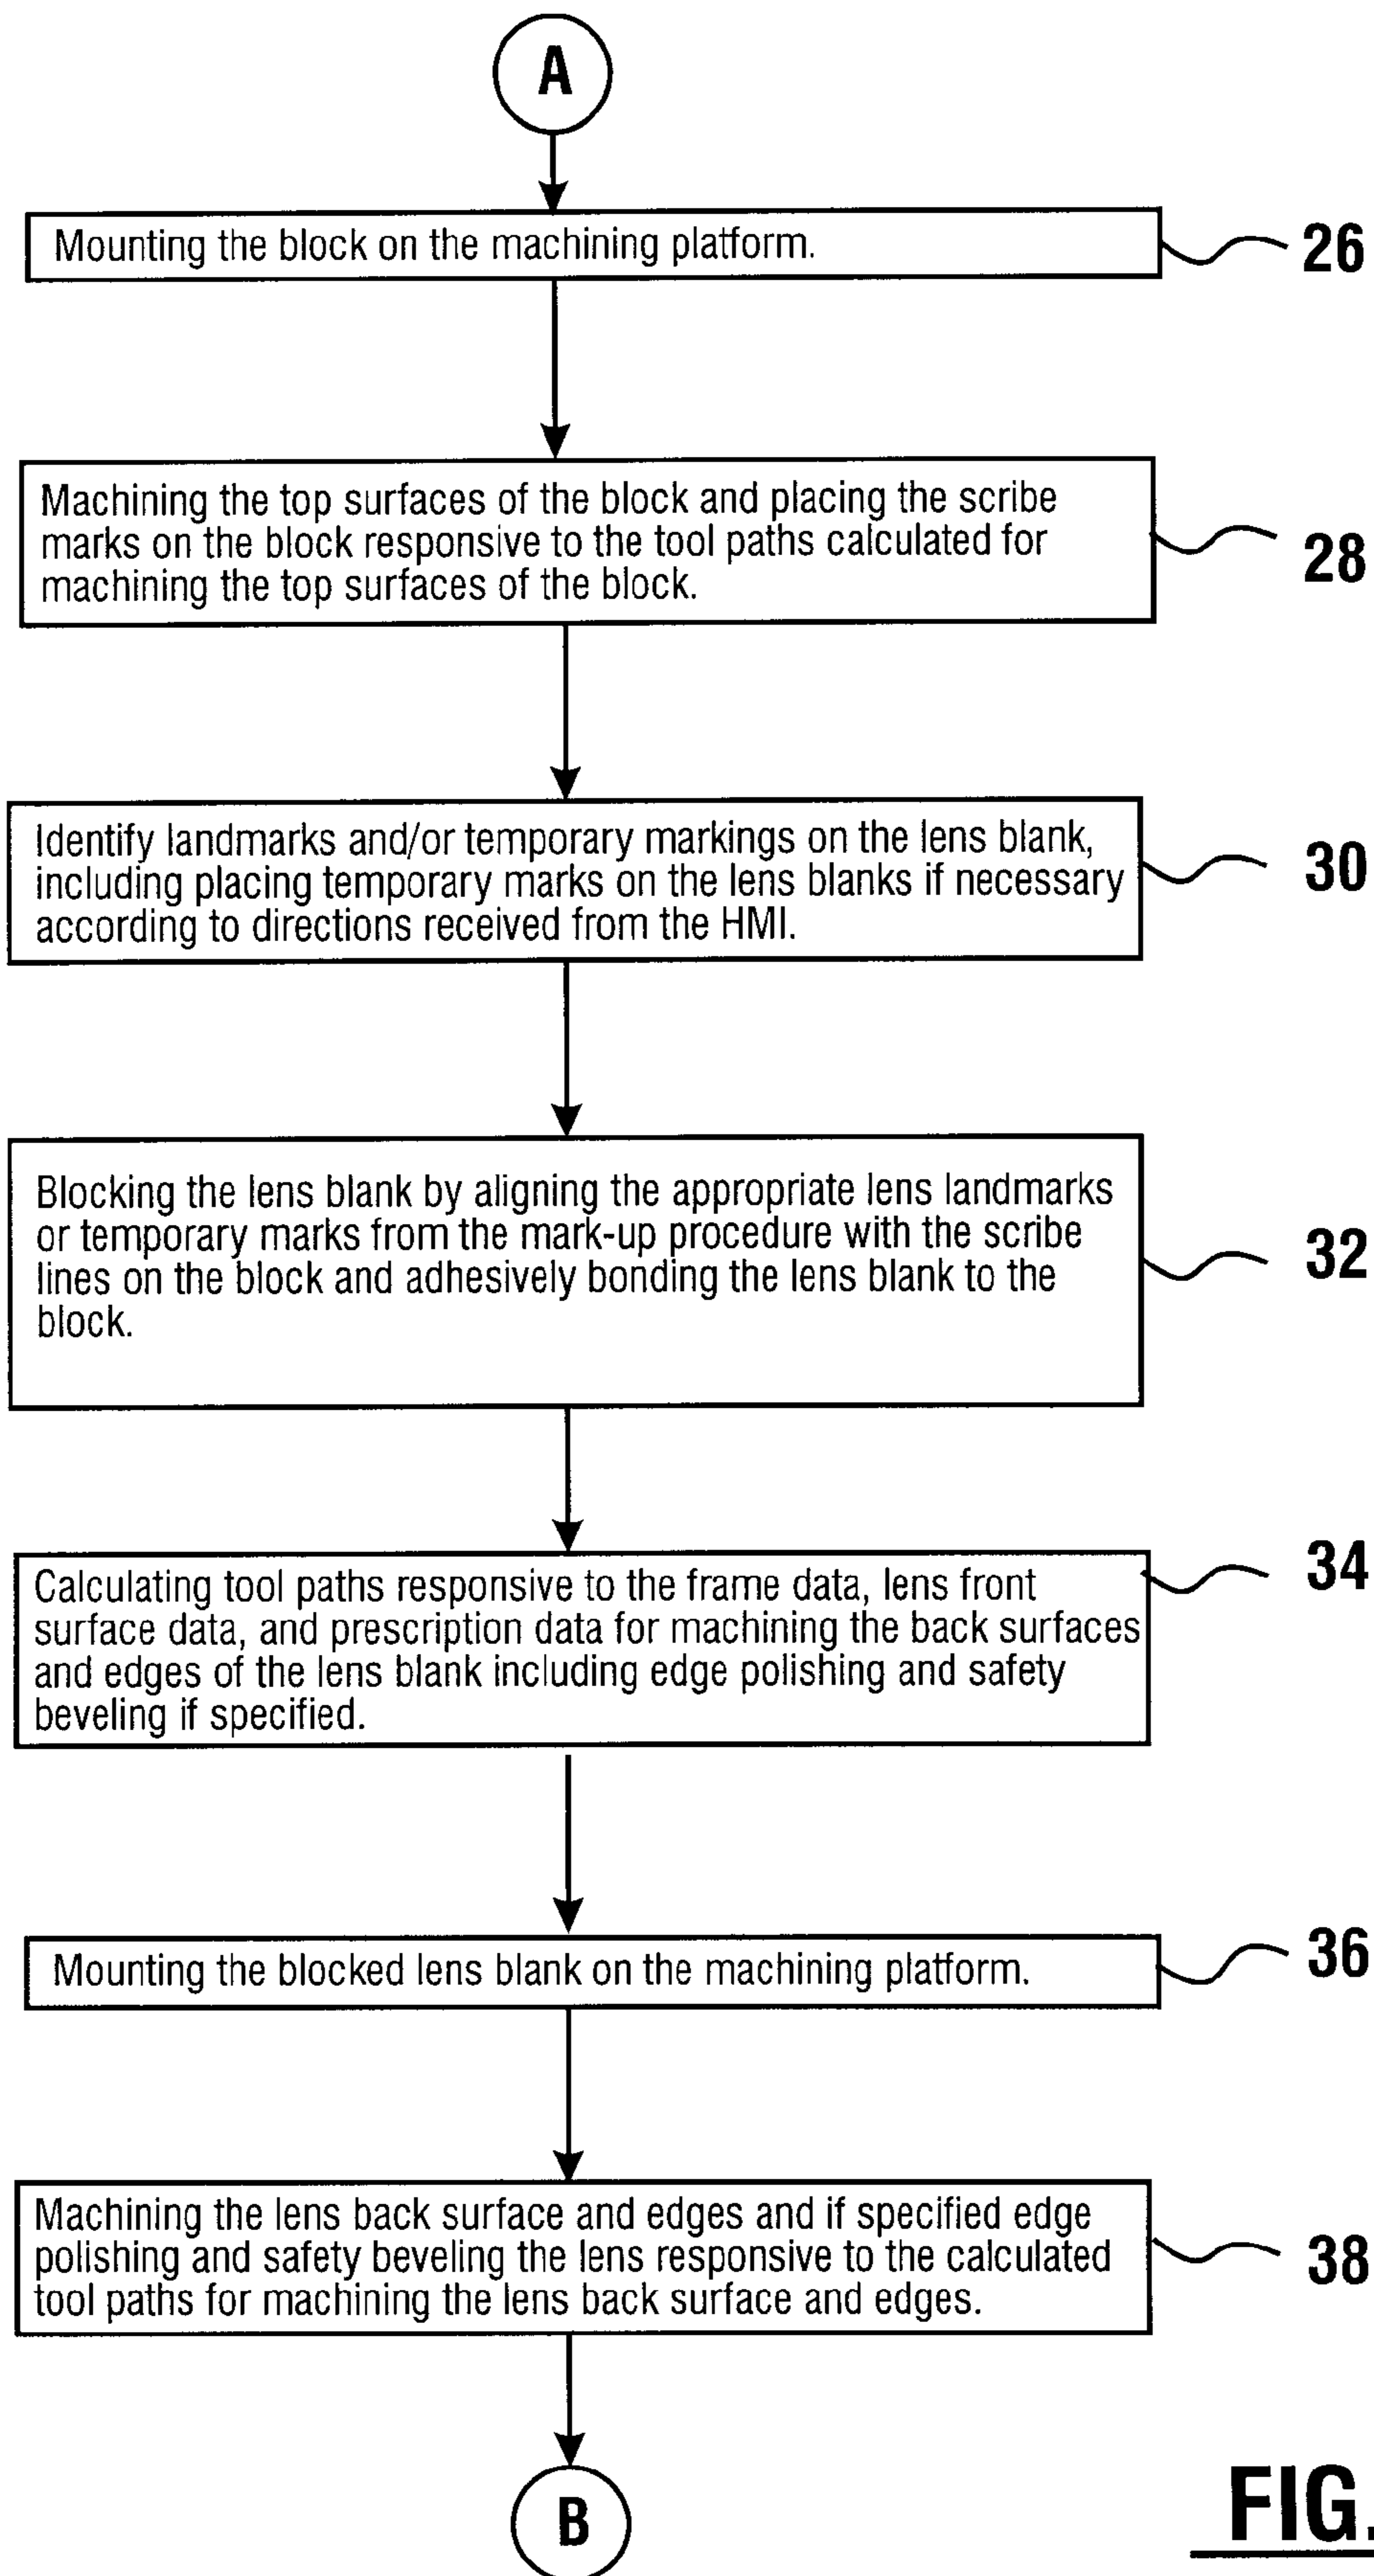 A
Mounting the block on the machining platform.
26
Machining the top surfaces of the block and placing the scribe
marks on the block responsive to the tool paths calculated for
machining the top surfaces of the block.
28
Identify landmarks and/or temporary markings on the lens blank,
including placing temporary marks on the lens blanks if necessary
according to directions received from the HMI.
30
Blocking the lens blank by aligning the appropriate lens landmarks
or temporary marks from the mark-up procedure with the scribe
lines on the block and adhesively bonding the lens blank to the
block.
32
Calculating tool paths responsive to the frame data, lens front
surface data, and prescription data for machining the back surfaces
and edges of the lens blank including edge polishing and safety
beveling if specified.
34
Mounting the blocked lens blank on the machining platform.
36
Machining the lens back surface and edges and if specified edge
polishing and safety beveling the lens responsive to the calculated
tool paths for machining the lens back surface and edges.
38
B
FIG.